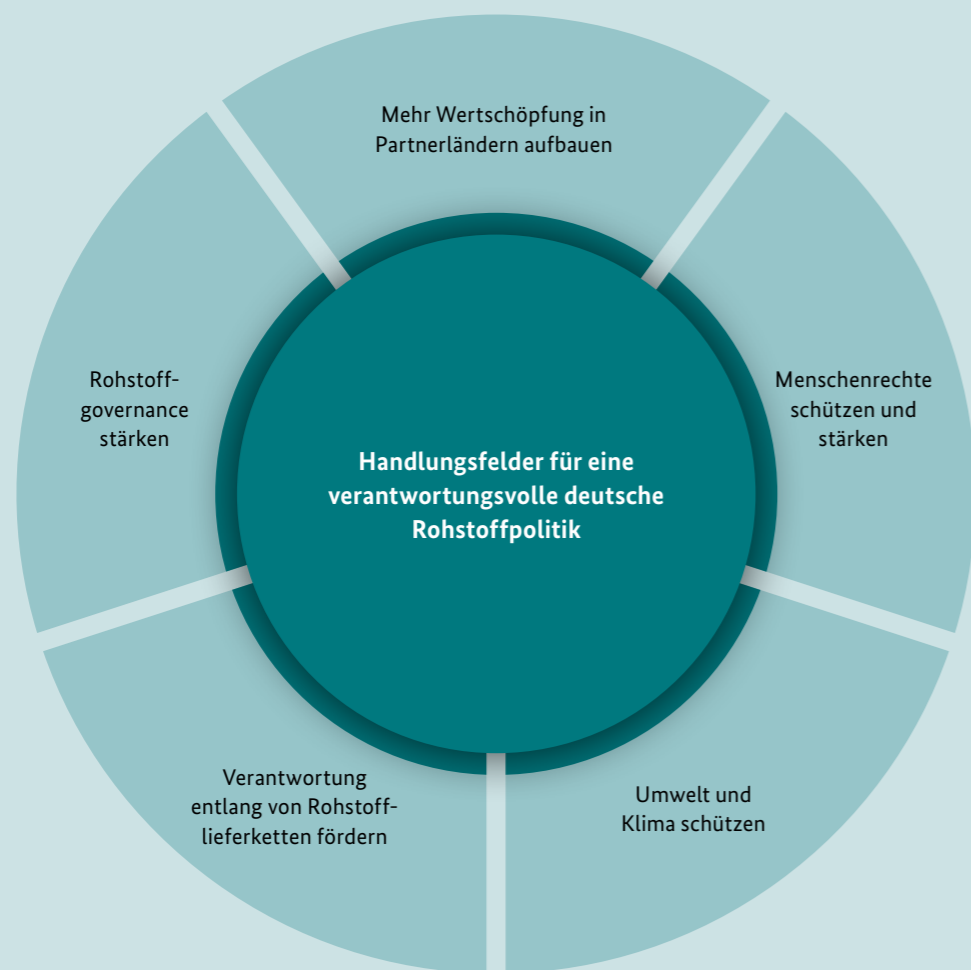 Mehr Wertschöpfung in
Partnerländern aufbauen
Rohstoff-
governance
stärken
Menschenrechte
schützen und
stärken
Handlungsfelder für eine
verantwortungsvolle deutsche
Rohstoffpolitik
Verantwortung
entlang von Rohstoff-
lieferketten fördern
Umwelt und
Klima schützen